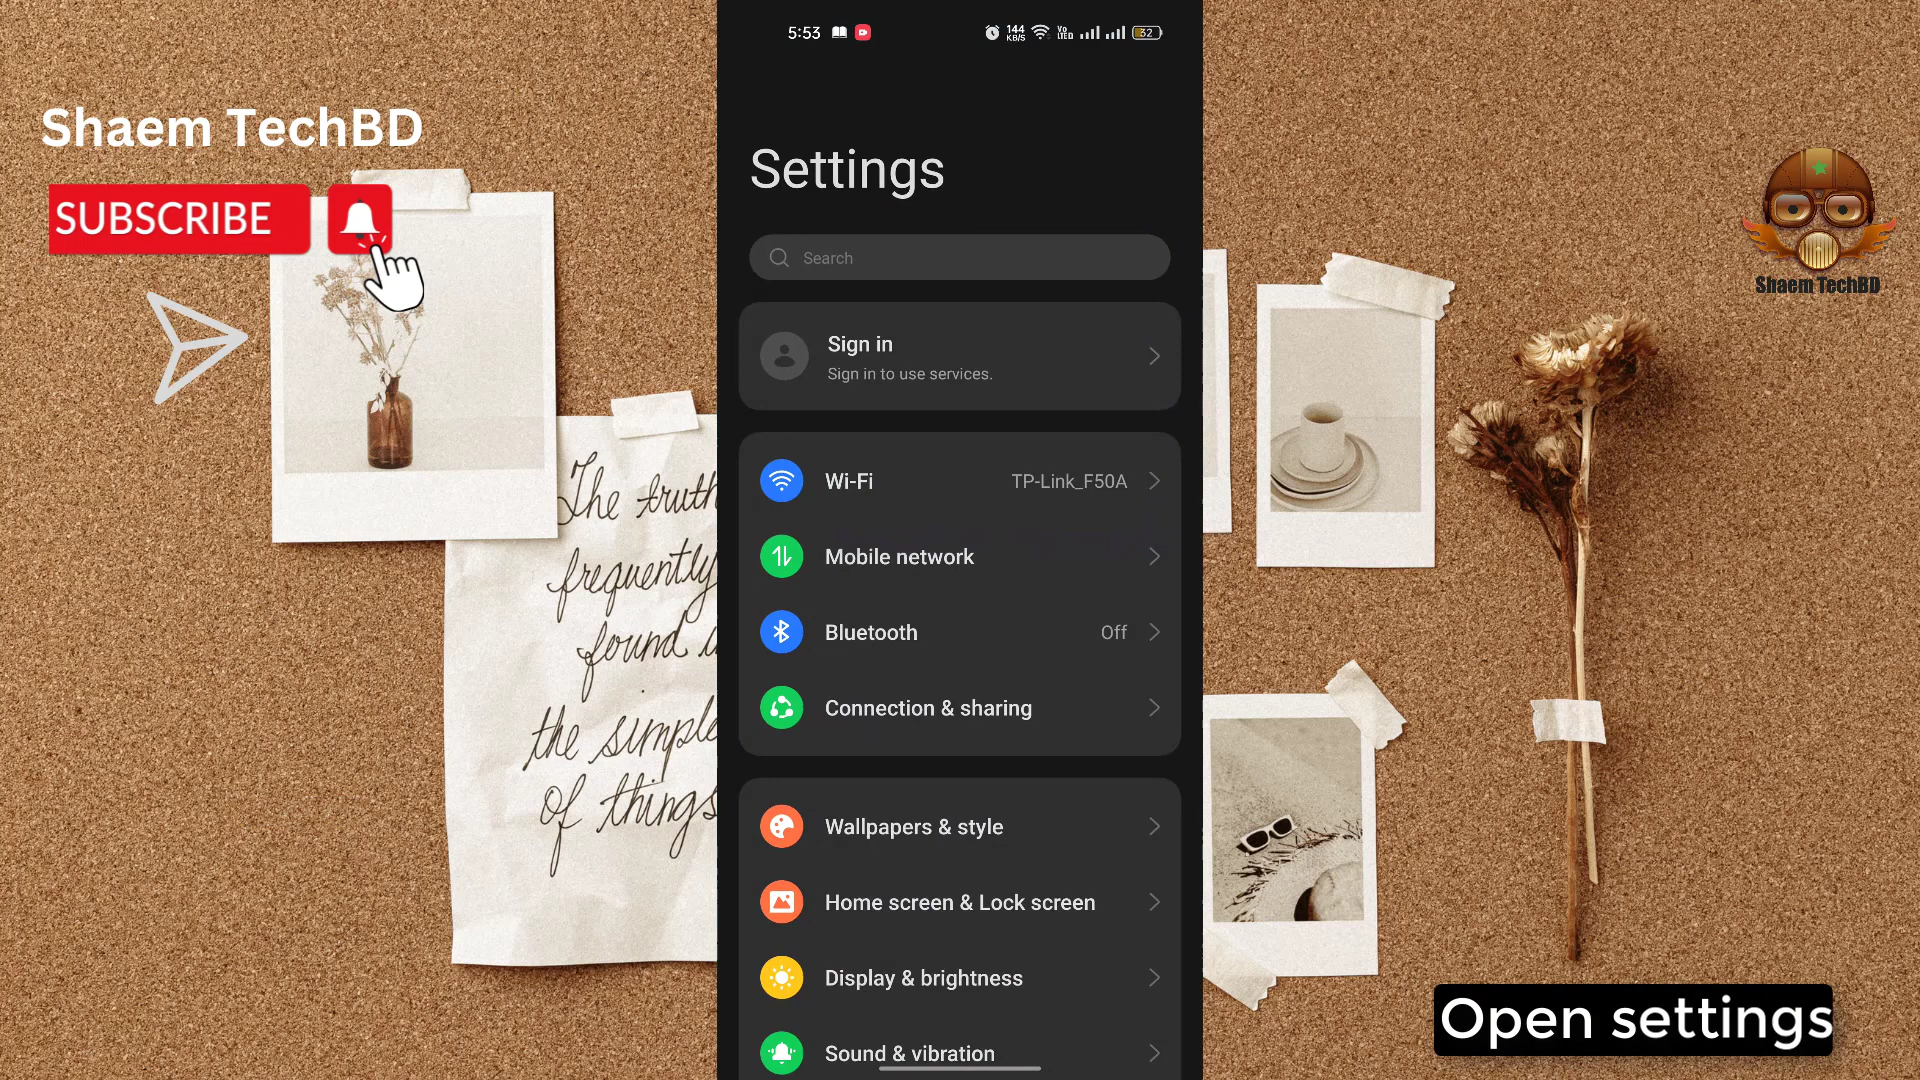 Shaem TechBD
SUBSCRIBE
The truth
frequently
found
the simple
of things
5:53
144
KB/S
Vo
LTE
32
Settings
Search
Sign in
Sign in to use services.
Wi-Fi
TP-Link_F50A
Mobile network
Bluetooth
Off
Connection & sharing
Wallpapers & style
Home screen & Lock screen
Display & brightness
Sound & vibration
Shaem TechBD
Open settings